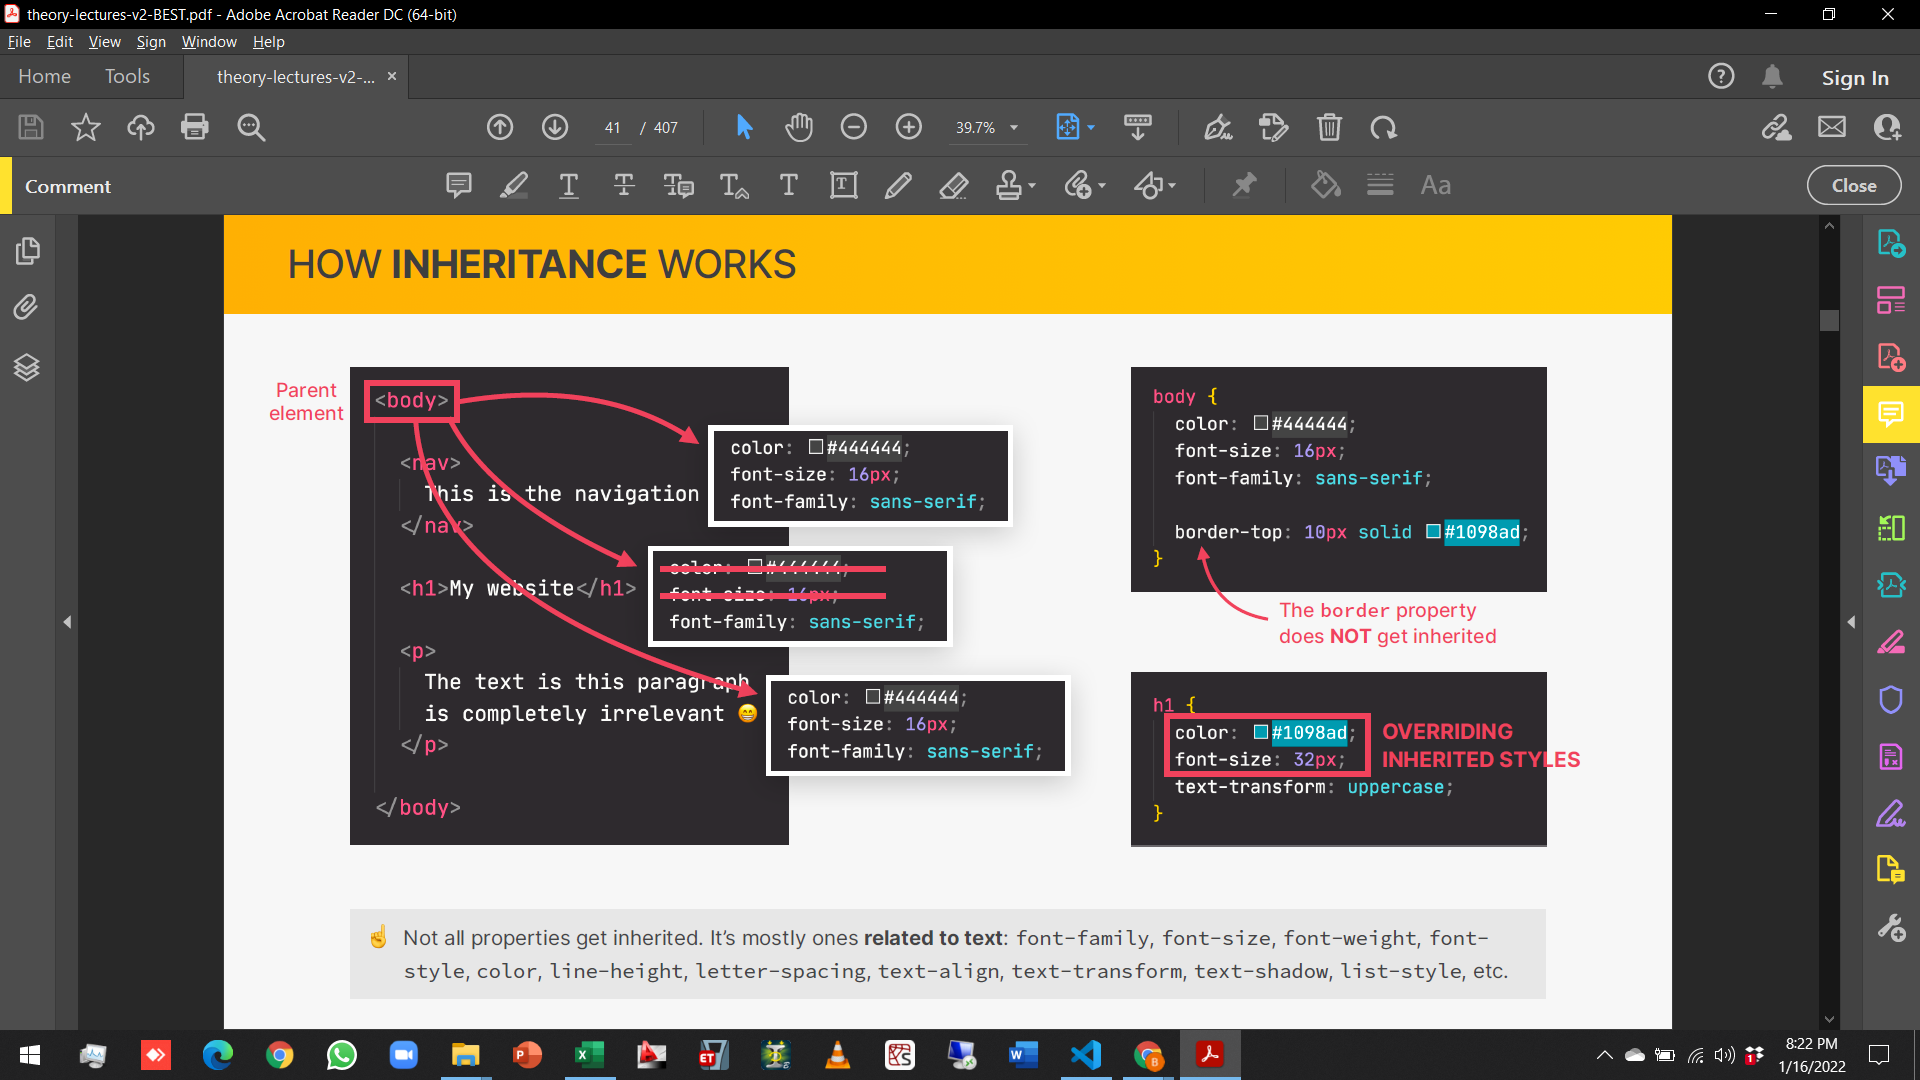 theory-lectures-v2-BEST.pdf - Adobe Acrobat Reader DC (64-bit)
File Edit View Sign Window Help
Home Tools theory-lectures-v2-... × Sign In
41 / 407 39.7%
Comment Close
HOW INHERITANCE WORKS
Parent
element
<body>
<nav>
This is the navigation
</nav>
<h1>My website</h1>
<p>
The text is this paragraph
is completely irrelevant 😁
</p>
</body>
color: #444444;
font-size: 16px;
font-family: sans-serif;
color: #444444;
font-size: 16px;
font-family: sans-serif;
color: #444444;
font-size: 16px;
font-family: sans-serif;
body {
color: #444444;
font-size: 16px;
font-family: sans-serif;
border-top: 10px solid #1098ad;
}
The border property
does NOT get inherited
h1 {
color: #1098ad;
font-size: 32px;
text-transform: uppercase;
}
OVERRIDING
INHERITED STYLES
☝️ Not all properties get inherited. It's mostly ones related to text: font-family, font-size, font-weight, font-
style, color, line-height, letter-spacing, text-align, text-transform, text-shadow, list-style, etc.
8:22 PM
1/16/2022